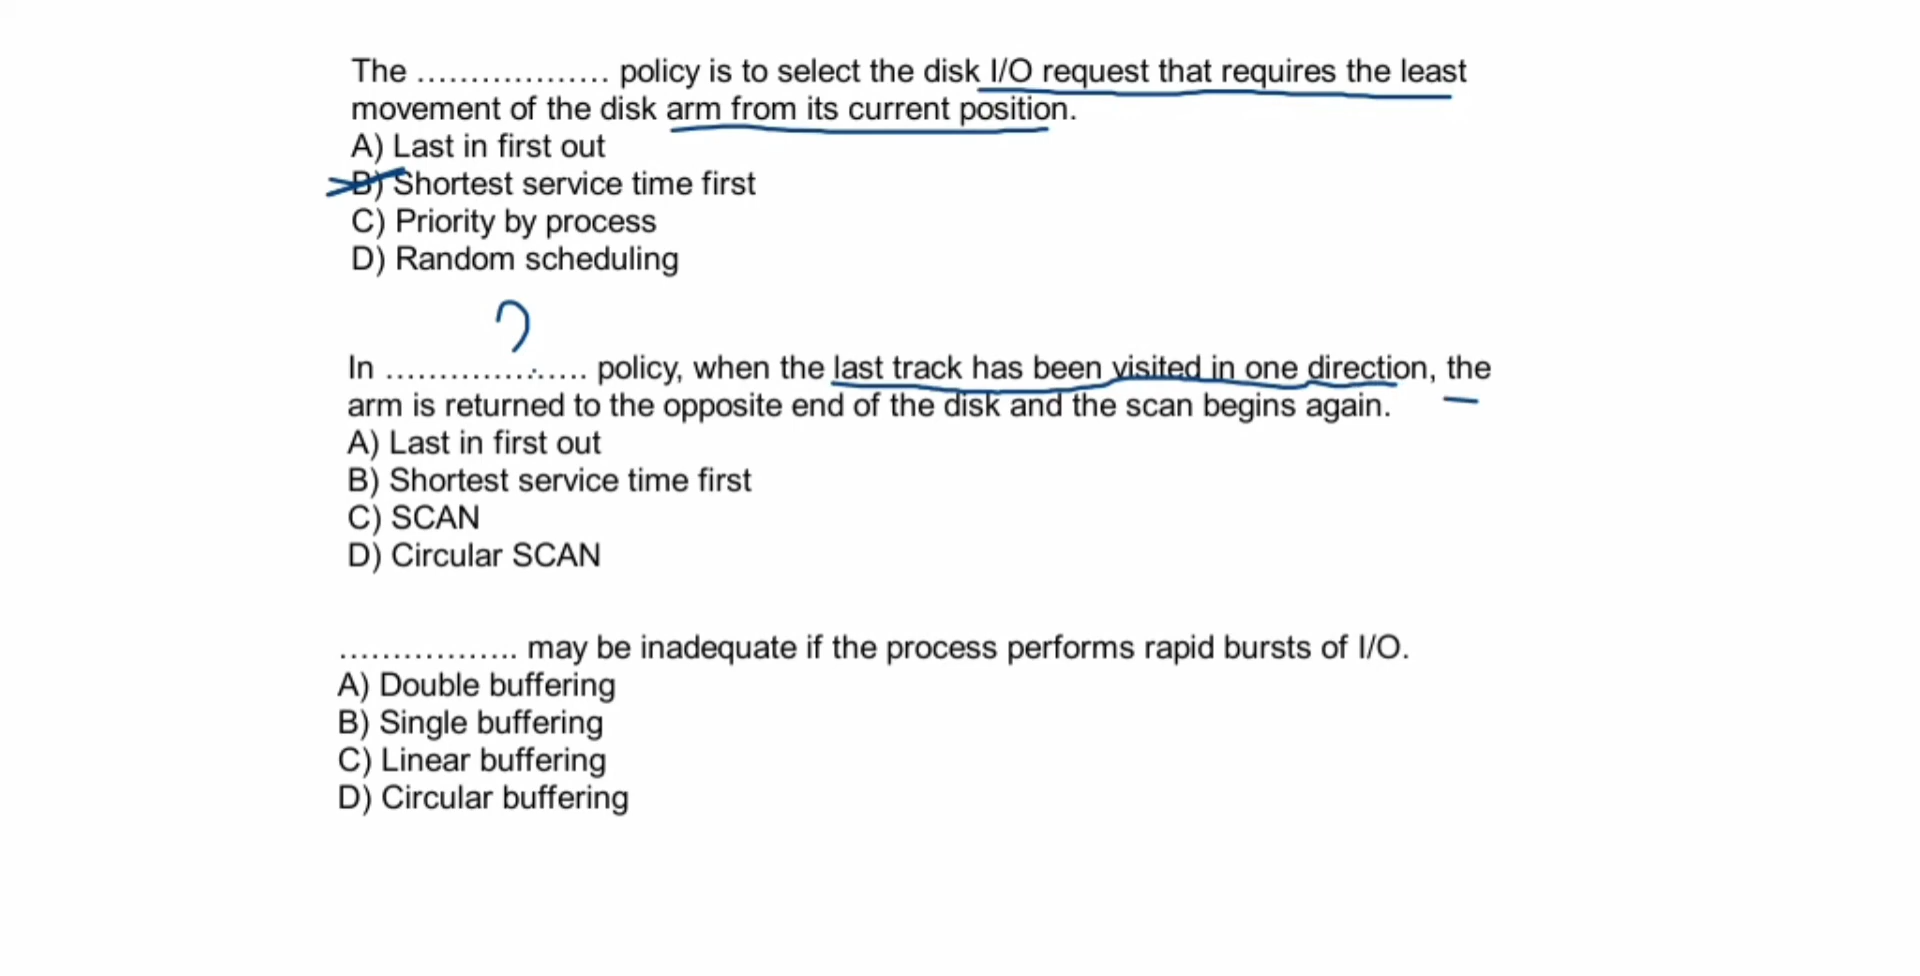 The .................. policy is to select the disk I/O request that requires the least
movement of the disk arm from its current position.
A) Last in first out
B) Shortest service time first
C) Priority by process
D) Random scheduling
?
In ................... policy, when the last track has been visited in one direction, the
arm is returned to the opposite end of the disk and the scan begins again.
A) Last in first out
B) Shortest service time first
C) SCAN
D) Circular SCAN
................. may be inadequate if the process performs rapid bursts of I/O.
A) Double buffering
B) Single buffering
C) Linear buffering
D) Circular buffering